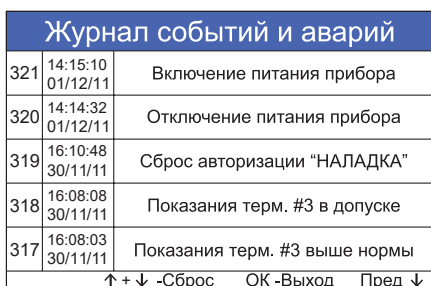 Журнал событий и аварий
321 14:15:10 01/12/11 Включение питания прибора
320 14:14:32 01/12/11 Отключение питания прибора
319 16:10:48 30/11/11 Сброс авторизации “НАЛАДКА”
318 16:08:08 30/11/11 Показания терм. #3 в допуске
317 16:08:03 30/11/11 Показания терм. #3 выше нормы
↑ + ↓ -Сброс ОК -Выход Пред ↓